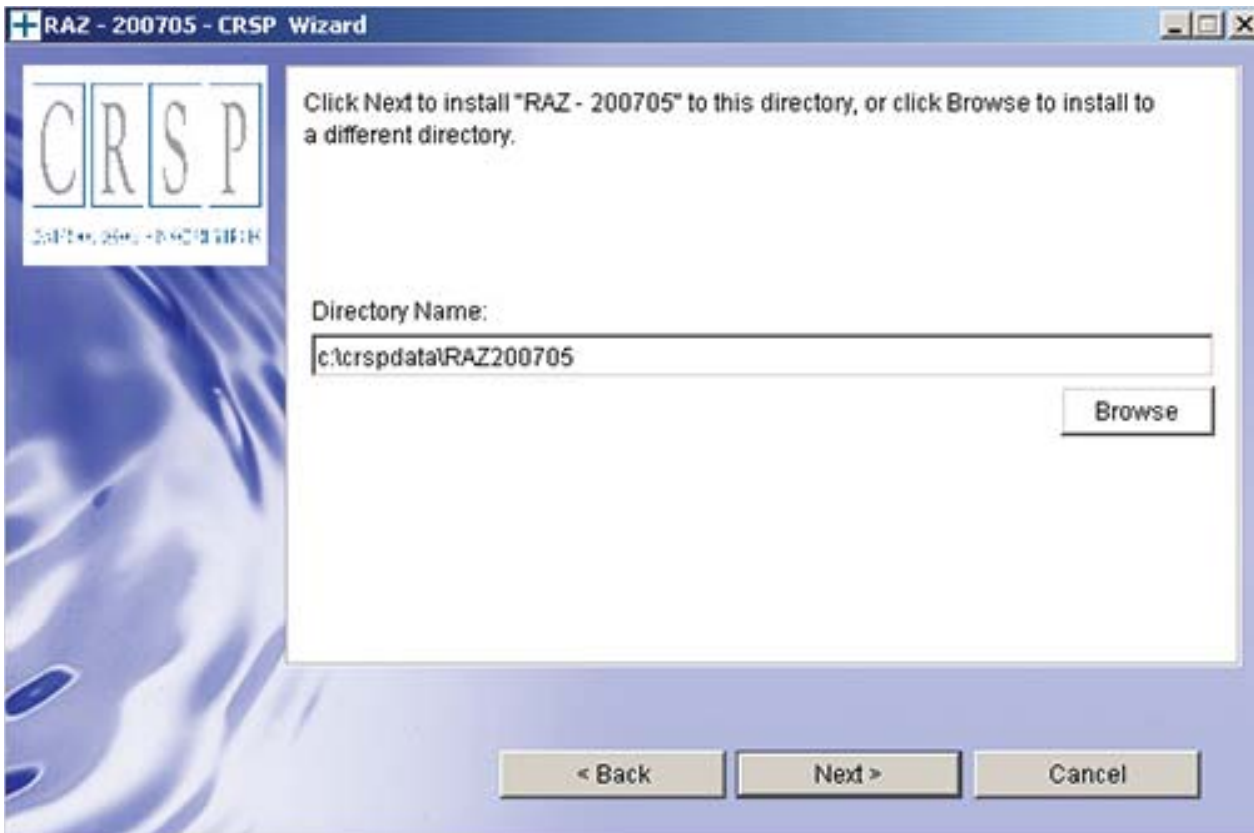 RAZ - 200705 - CRSP Wizard
CRSP
Click Next to install "RAZ - 200705" to this directory, or click Browse to install to
a different directory.
Directory Name:
c:\crspdata\RAZ200705
Browse
< Back
Next >
Cancel